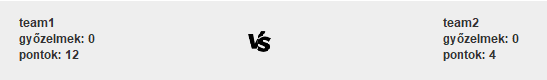 team1
győzelmek: 0
pontok: 12
VS
team2
győzelmek: 0
pontok: 4